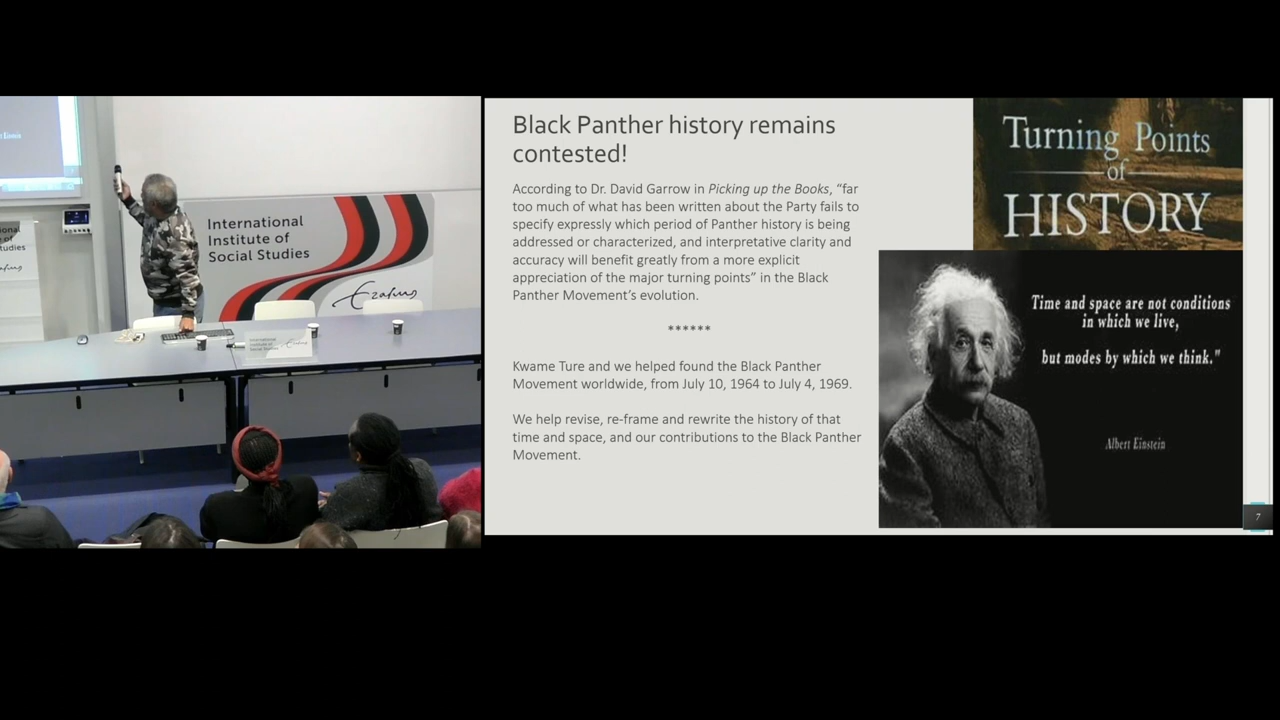 International
Institute of
Social Studies
Erasmus
Black Panther history remains
contested!
According to Dr. David Garrow in Picking up the Books, “far
too much of what has been written about the Party fails to
specify expressly which period of Panther history is being
addressed or characterized, and interpretative clarity and
accuracy will benefit greatly from a more explicit
appreciation of the major turning points” in the Black
Panther Movement’s evolution.
******
Kwame Ture and we helped found the Black Panther
Movement worldwide, from July 10, 1964 to July 4, 1969.
We help revise, re-frame and rewrite the history of that
time and space, and our contributions to the Black Panther
Movement.
Turning Points
of
HISTORY
Time and space are not conditions
in which we live,
but modes by which we think."
Albert Einstein
7